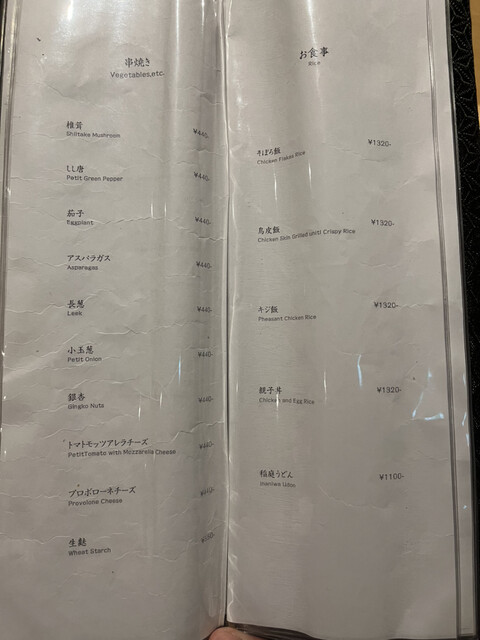 串焼き
Vegetables,etc.
椎茸
Shiitake Mushroom
¥440-
しし唐
Petit Green Pepper
¥440-
茄子
Eggplant
¥440-
アスパラガス
Asparagas
¥440-
長葱
Leek
¥440-
小玉葱
Petit Onion
¥440-
銀杏
Gingko Nuts
¥440-
トマトモッツアレラチーズ
PetitTomato with Mozzarella Cheese
¥440-
プロボローネチーズ
Provolone Cheese
生麩
Wheat Starch
お食事
Rice
そぼろ飯
Chicken Flakes Rice
¥1320-
鳥皮飯
Chicken Skin Grilled until Crispy Rice
¥1320-
キジ飯
Pheasant Chicken Rice
¥1320-
親子丼
Chicken and Egg Rice
¥1320-
稲庭うどん
Inaniwa Udon
¥1100-